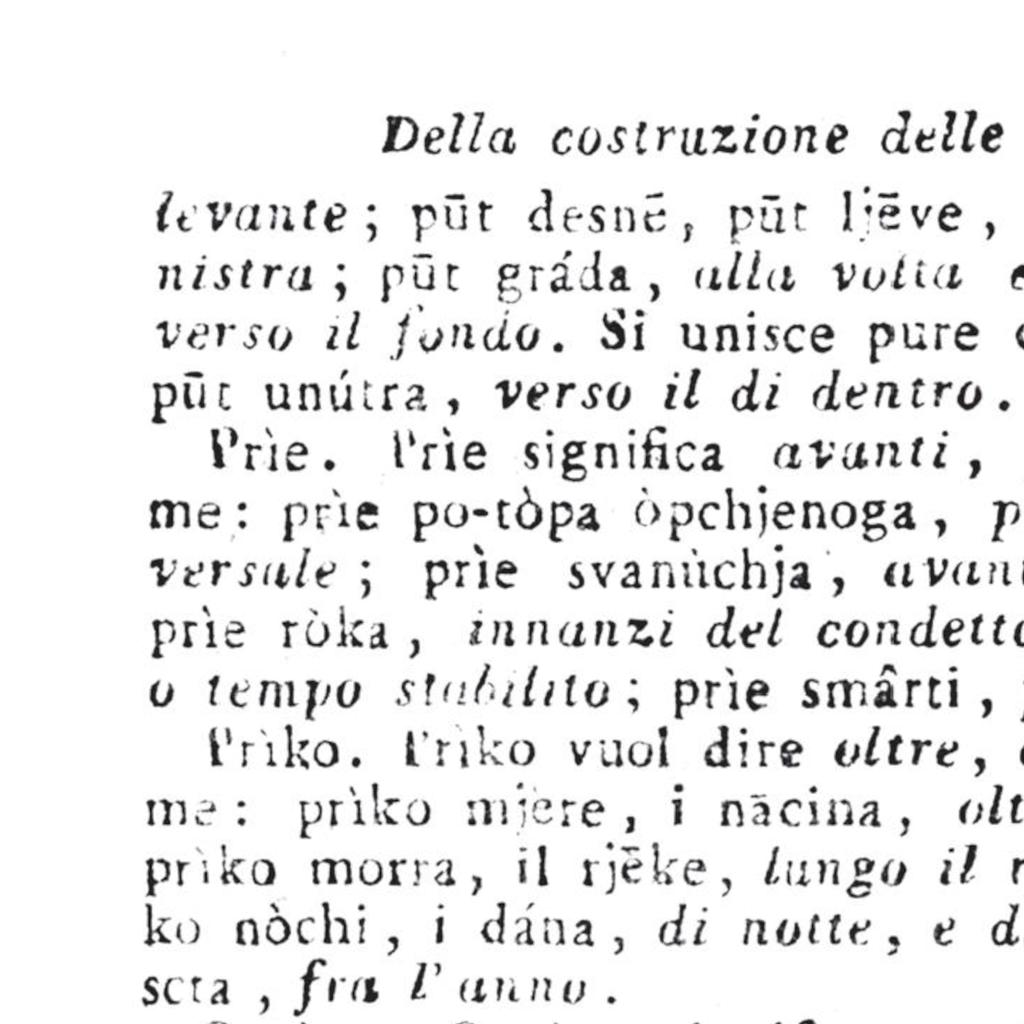 Della costruzione delle
levante; pūt desnē, pūt ljēve,
nistra; pūt gráda, alla volta
verso il fondo. Si unisce pure
pūt unútra, verso il di dentro.
Prìe. Prìe significa avanti,
me: prìe po-tòpa òpchjenoga, p
versale; prìe svanùchja, avant
prìe ròka, innanzi del condetto
o tempo stabilito; prìe smârti,
Prìko. Prìko vuol dire oltre,
me: prìko mjère, i nācina, olt
prìko morra, il rjēke, lungo il
ko nòchi, i dána, di notte, e d
scta, fra l'anno.